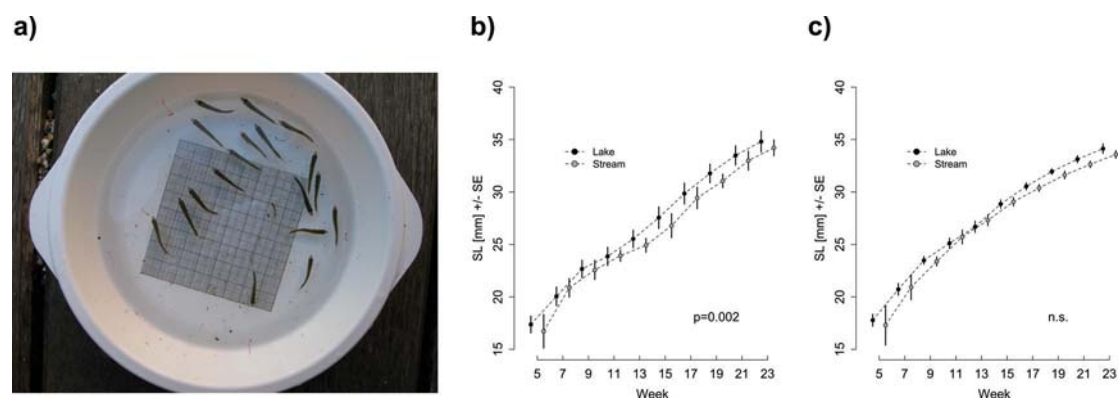 a)
b)
c)
40
35
30
25
20
15
SL [mm] +/- SE
Lake
Stream
p=0.002
5 7 9 11 13 15 17 19 21 23
Week
40
35
30
25
20
15
SL [mm] +/- SE
Lake
Stream
n.s.
5 7 9 11 13 15 17 19 21 23
Week